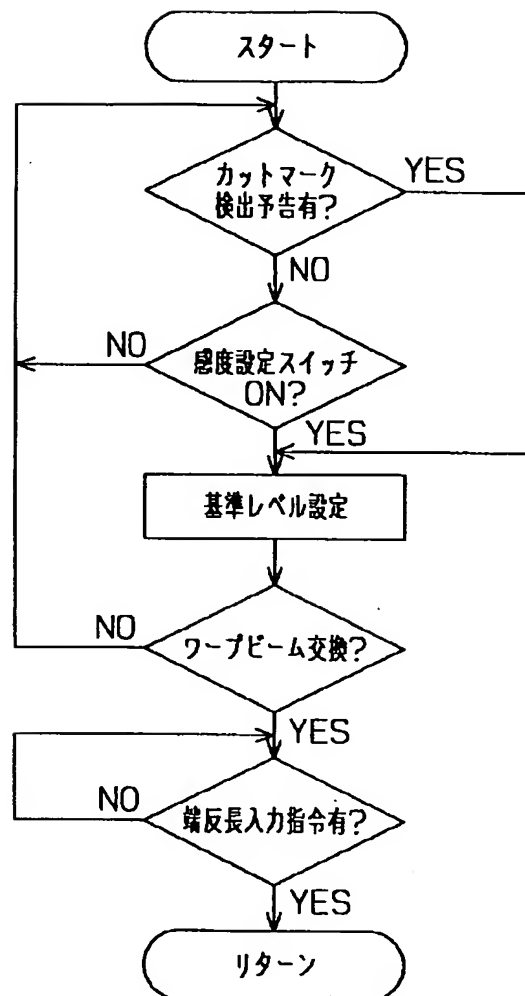 スタート
カットマーク
検出予告有?
YES
NO
感度設定スイッチ
ON?
NO
YES
基準レベル設定
ワープビーム交換?
NO
YES
端反長入力指令有?
NO
YES
リターン